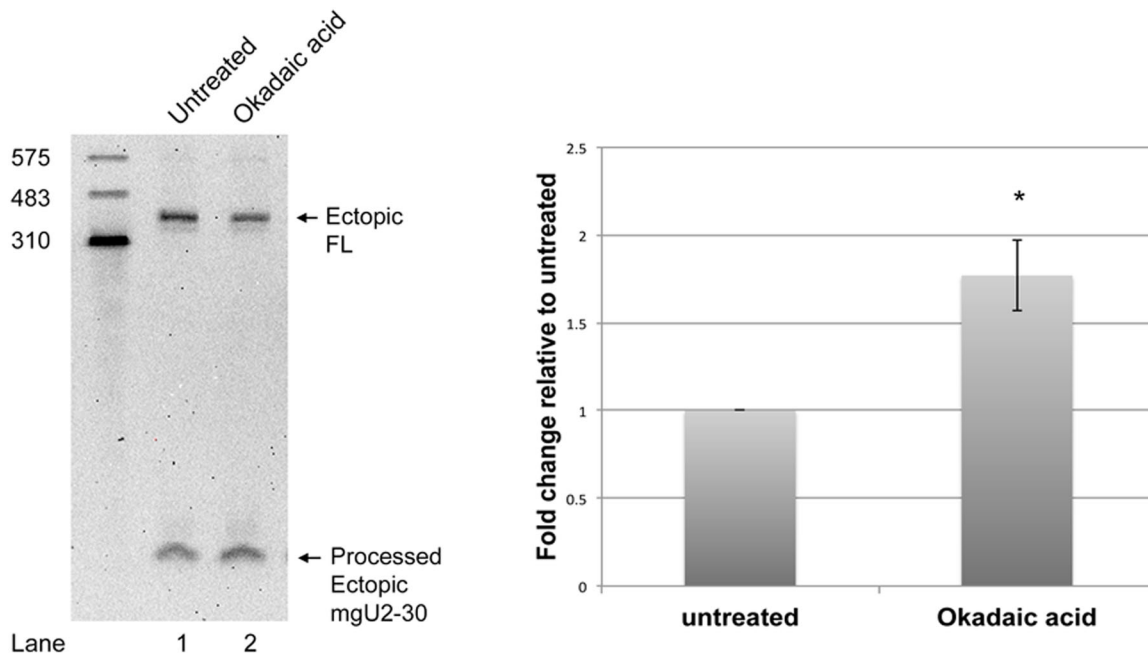 Untreated
Okadaic acid
575
483
310
Ectopic
FL
Processed
Ectopic
mgU2-30
Lane 1 2
Fold change relative to untreated
2.5
2
1.5
1
0.5
0
*
untreated Okadaic acid